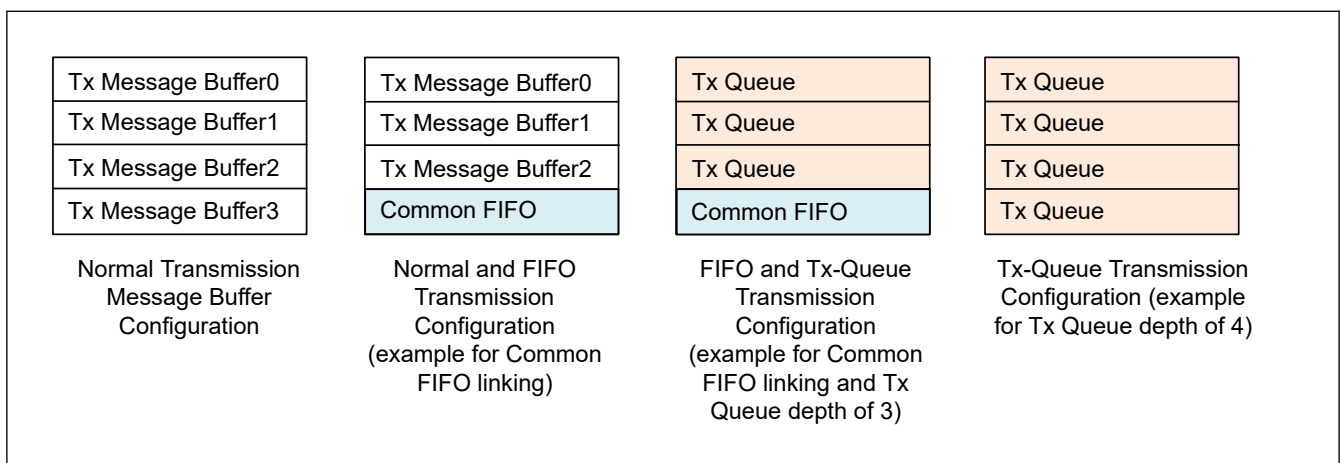 Tx Message Buffer0
Tx Message Buffer1
Tx Message Buffer2
Tx Message Buffer3
Normal Transmission
Message Buffer
Configuration
Tx Message Buffer0
Tx Message Buffer1
Tx Message Buffer2
Common FIFO
Normal and FIFO
Transmission
Configuration
(example for Common
FIFO linking)
Tx Queue
Tx Queue
Tx Queue
Common FIFO
FIFO and Tx-Queue
Transmission
Configuration
(example for Common
FIFO linking and Tx
Queue depth of 3)
Tx Queue
Tx Queue
Tx Queue
Tx Queue
Tx-Queue Transmission
Configuration (example
for Tx Queue depth of 4)